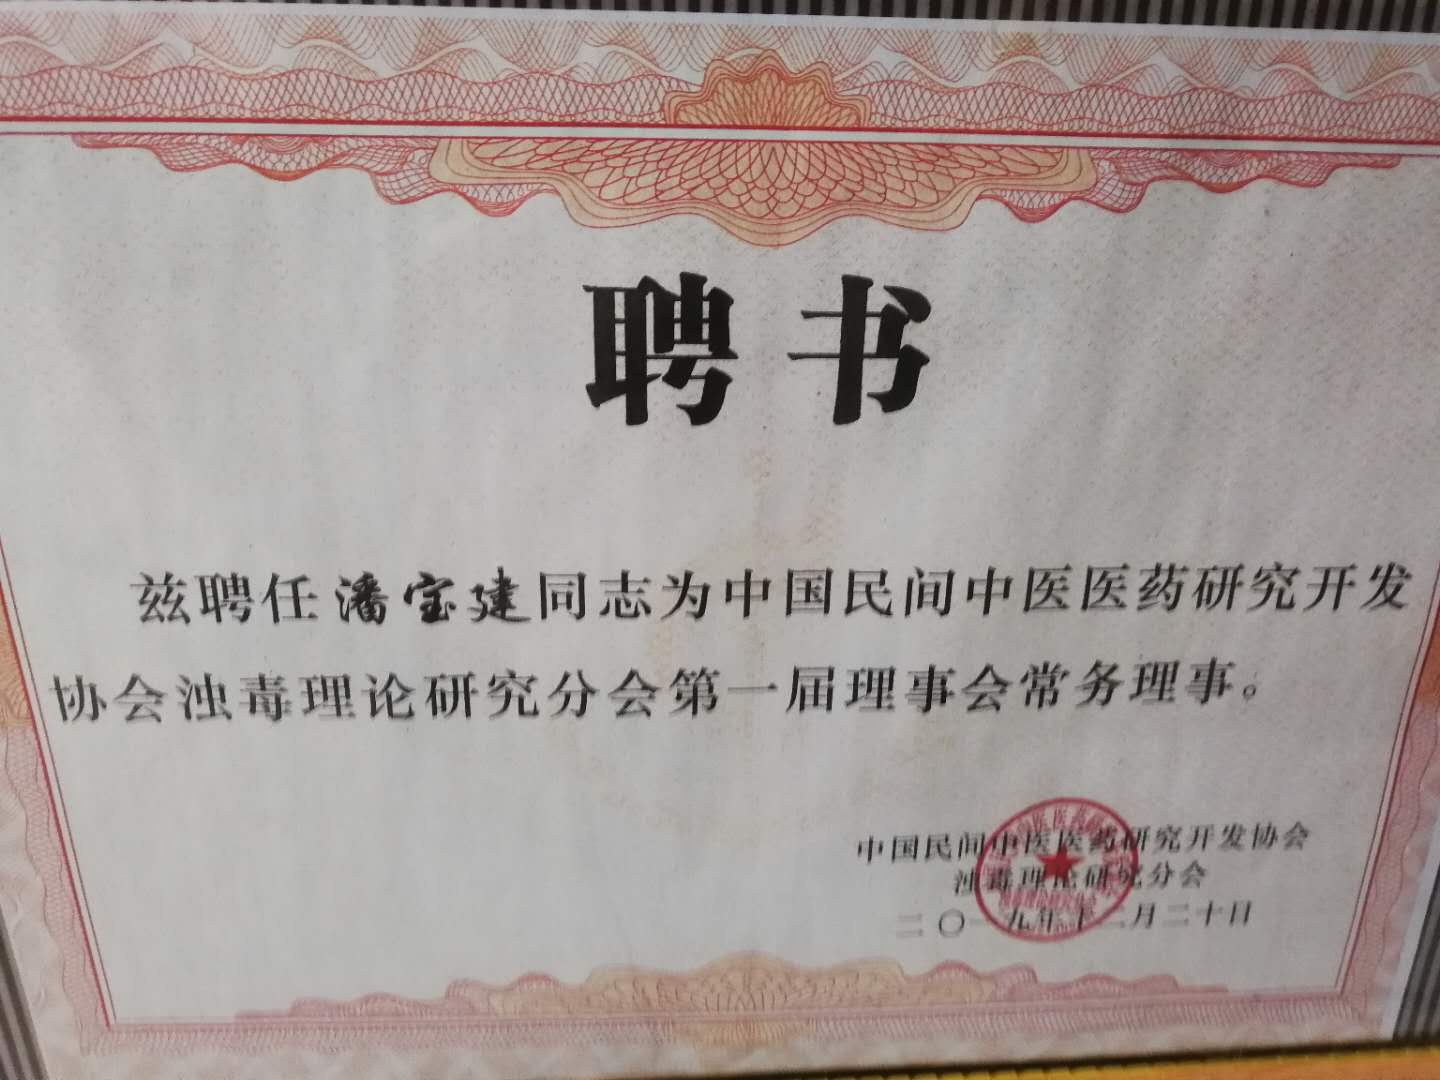 聘书
兹聘任潘宝建同志为中国民间中医医药研究开发
协会浊毒理论研究分会第一届理事会常务理事。
中国民间中医医药研究开发协会
浊毒理论研究分会
二〇一九年十二月二十日